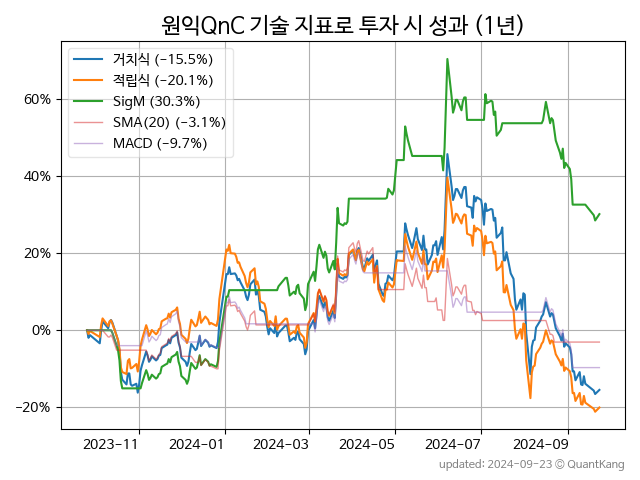 원익QnC 기술 지표로 투자 시 성과 (1년)
거치식 (-15.5%)
적립식 (-20.1%)
SigM (30.3%)
SMA(20) (-3.1%)
MACD (-9.7%)
60%
40%
20%
0%
-20%
2023-11
2024-01
2024-03
2024-05
2024-07
2024-09
updated: 2024-09-23 © QuantKang